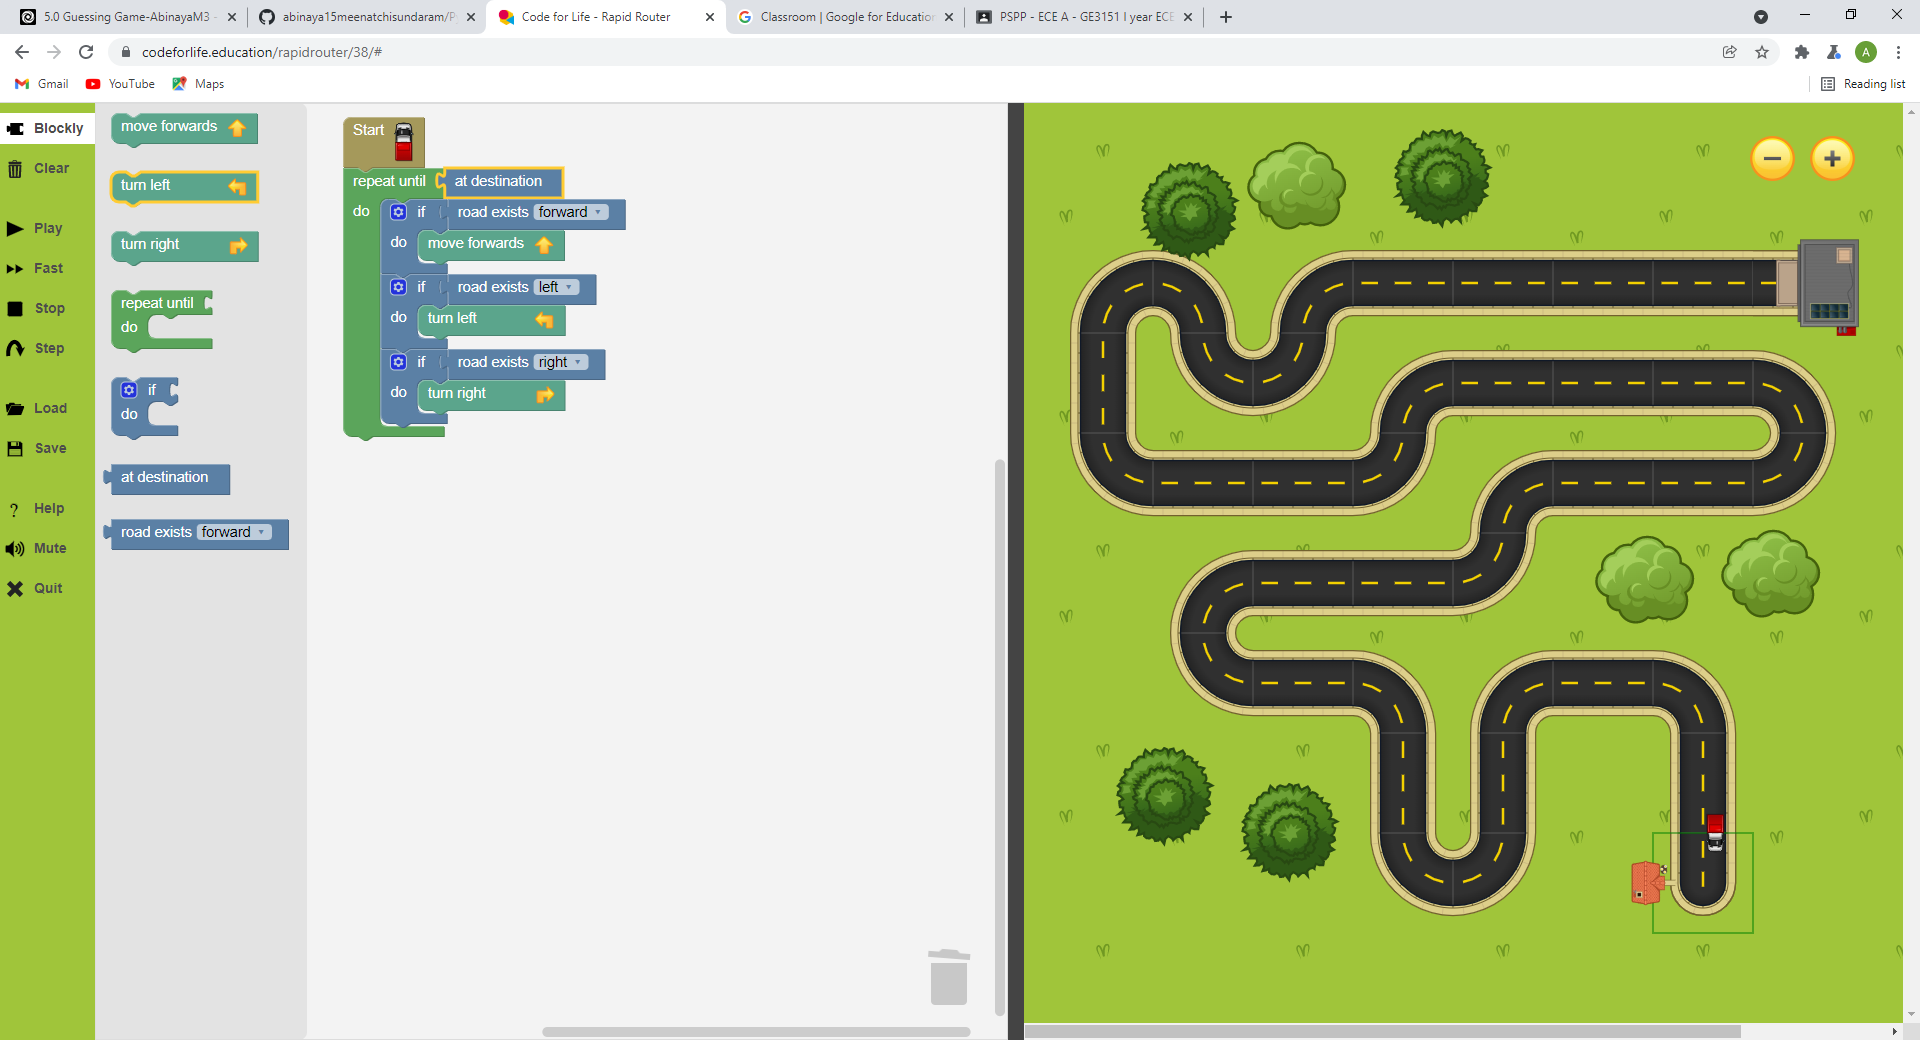 5.0 Guessing Game-AbinayaM3 -
abinaya15meenatchisundaram/P
Code for Life - Rapid Router
Classroom | Google for Education
PSPP - ECE A - GE3151 I year ECE
codeforlife.education/rapidrouter/38/#
A
Gmail
YouTube
Maps
Reading list
Blockly
Clear
Play
Fast
Stop
Step
Load
Save
? Help
Mute
Quit
move forwards
turn left
turn right
repeat until
do
if
do
at destination
road exists forward
Start
repeat until at destination
do if road exists forward
do move forwards
if road exists left
do turn left
if road exists right
do turn right